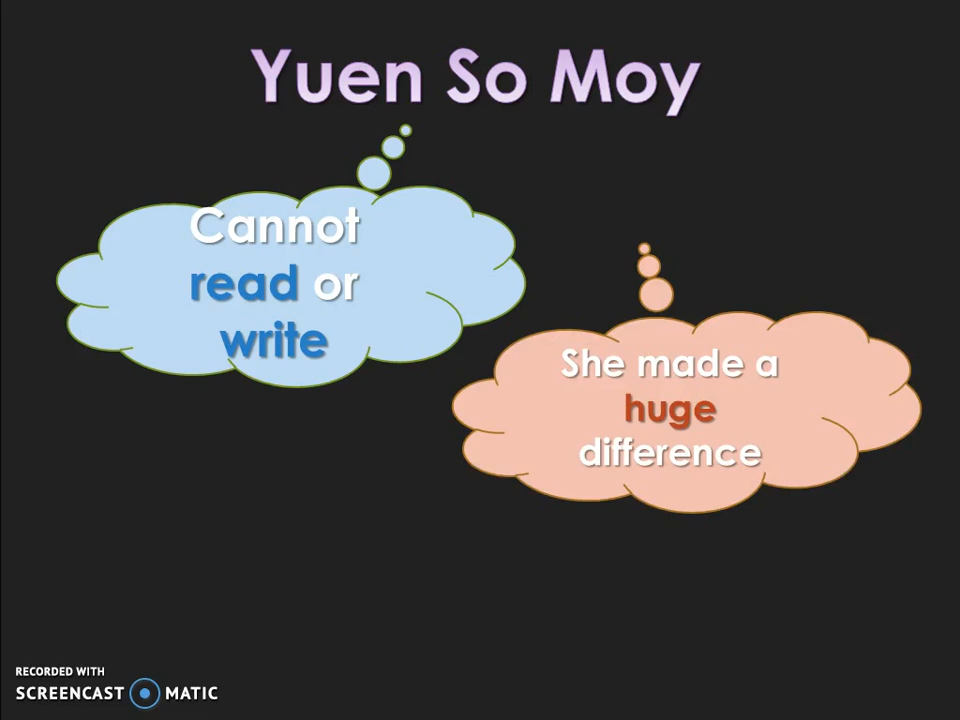 Yuen So Moy
Cannot
read or
write
She made a
huge
difference
RECORDED WITH
SCREENCAST MATIC